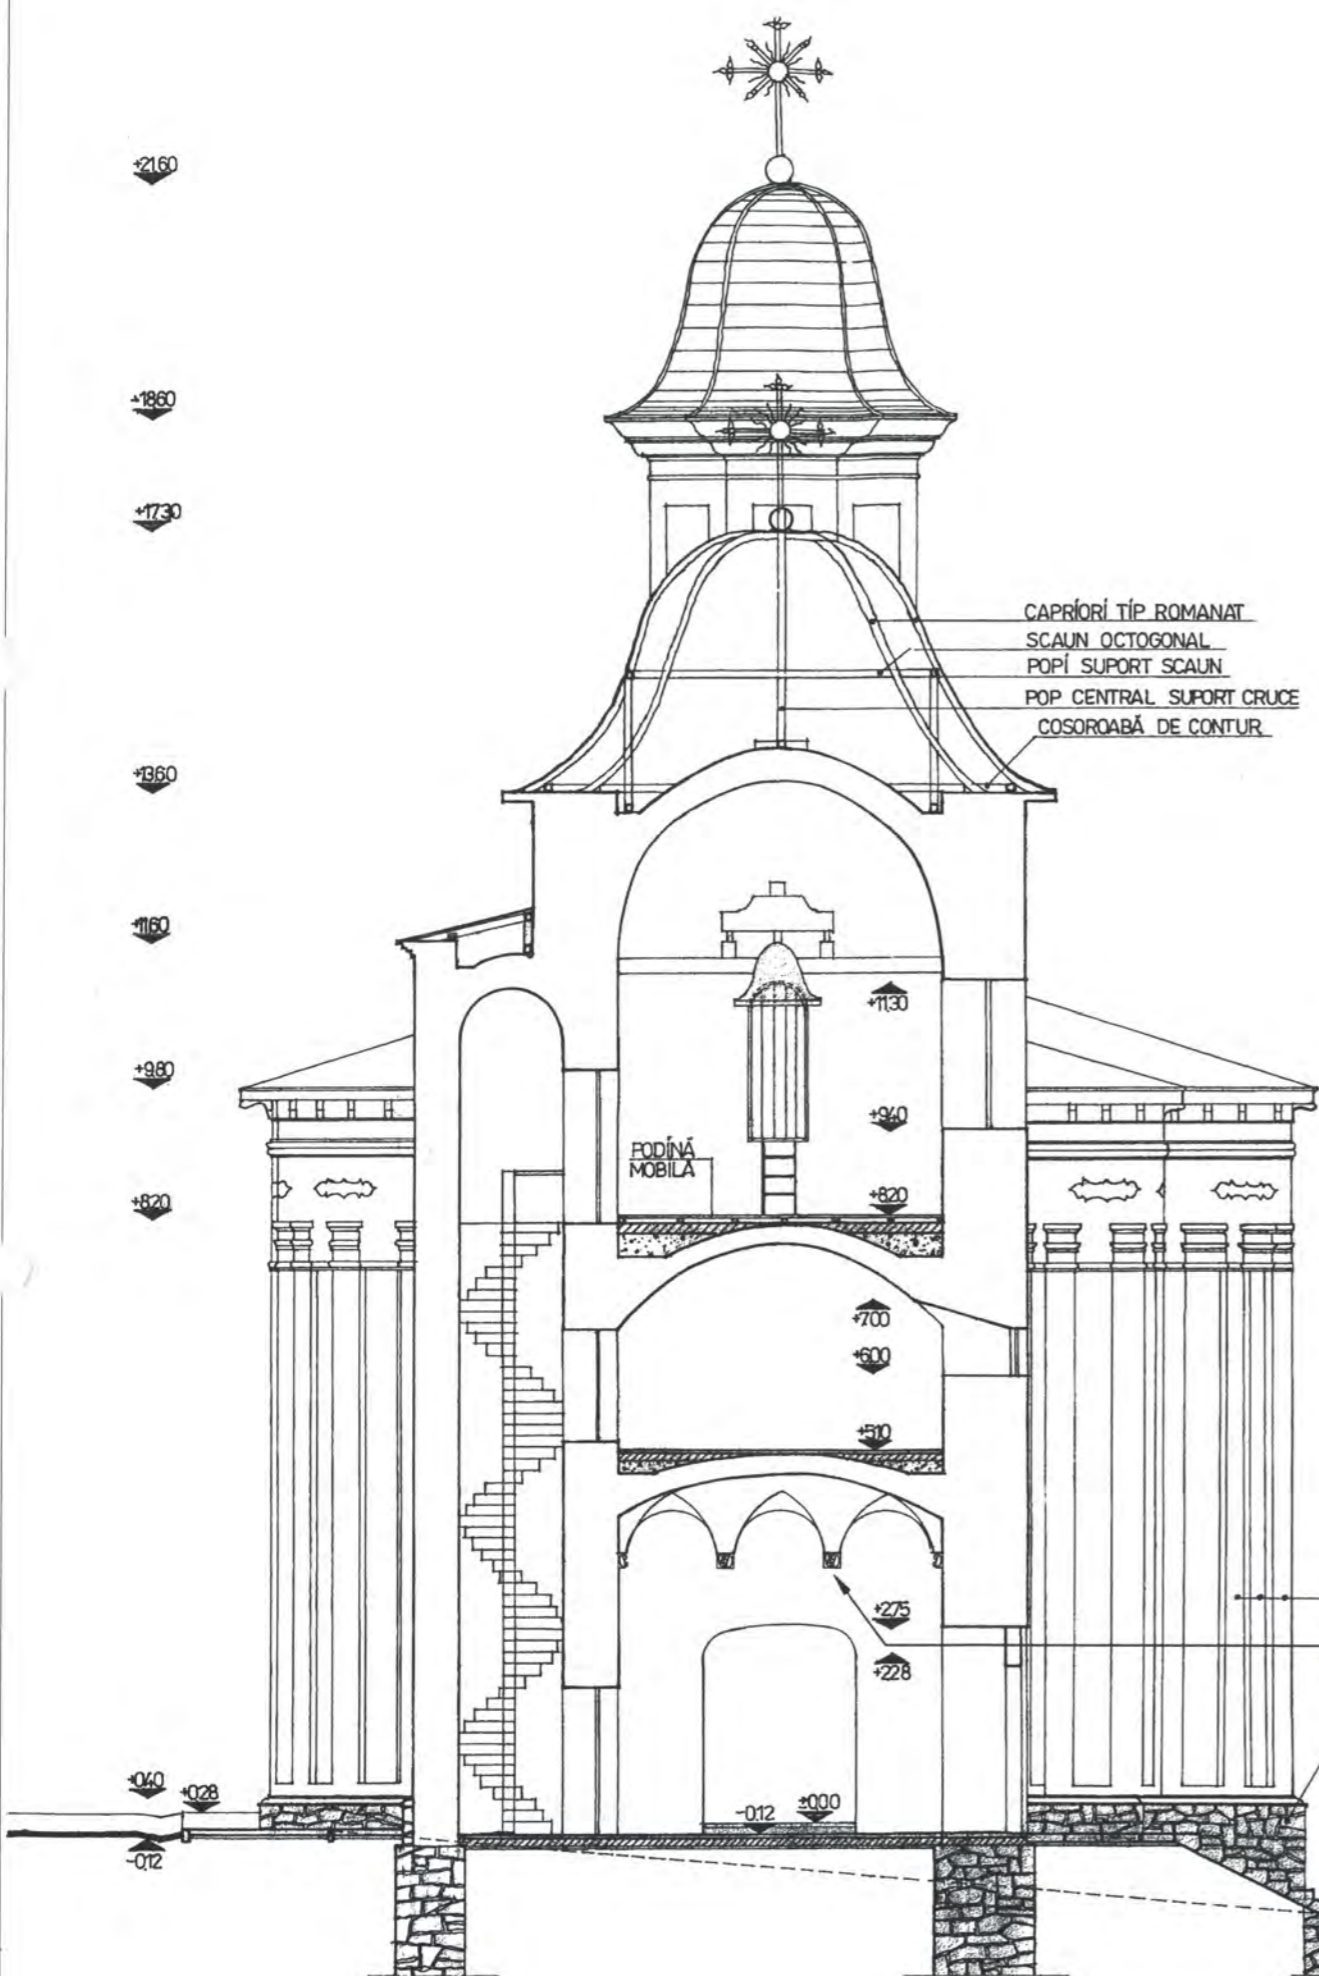 +21.60
+18.60
+17.30
CAPRÍORÍ TÍP ROMANAT
SCAUN OCTOGONAL
POPÍ SUPORT SCAUN
POP CENTRAL SUPORT CRUCE
COSOROABĂ DE CONTUR
+13.60
+11.60
+11.30
+9.80
+9.40
PODÍNĂ
MOBILĂ
+8.20
+8.20
+7.00
+6.00
+5.10
+2.75
+2.28
+0.40
+0.28
-0.12
±0.00
-0.12